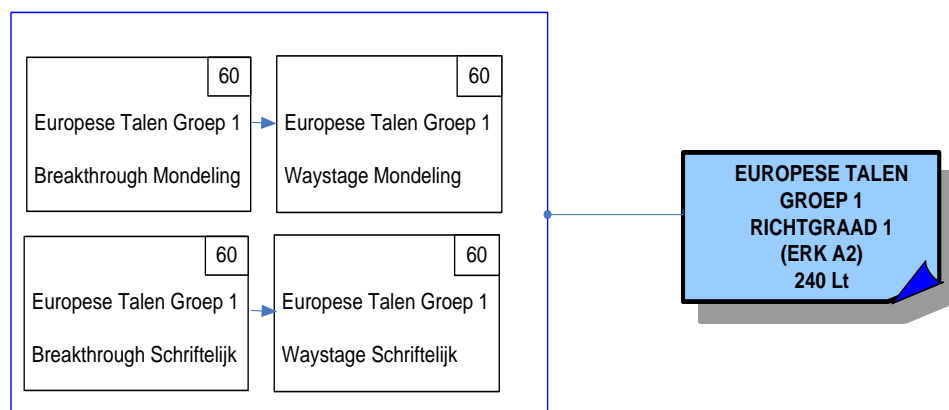 60
Europese Talen Groep 1
Breakthrough Mondeling
60
Europese Talen Groep 1
Waystage Mondeling
60
Europese Talen Groep 1
Breakthrough Schriftelijk
60
Europese Talen Groep 1
Waystage Schriftelijk
EUROPESE TALEN
GROEP 1
RICHTGRAAD 1
(ERK A2)
240 Lt